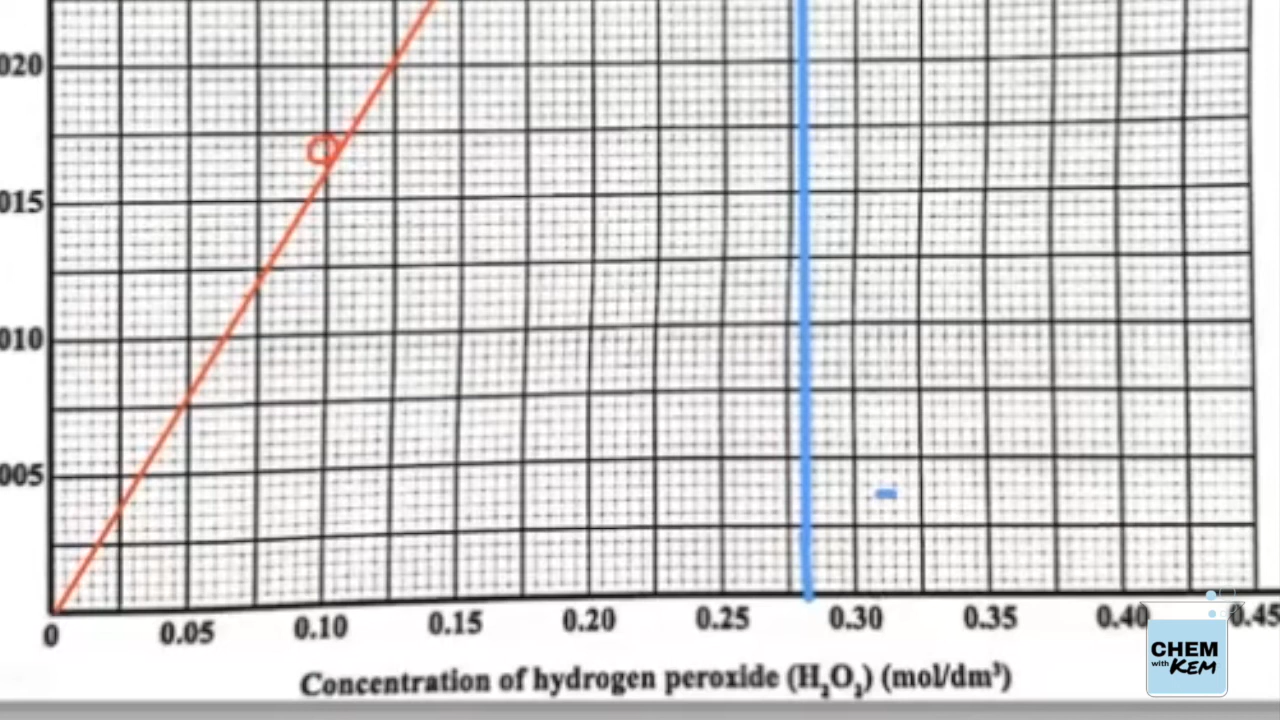 020
015
010
005
0 0.05 0.10 0.15 0.20 0.25 0.30 0.35 0.40 0.45
Concentration of hydrogen peroxide (H₂O₂) (mol/dm³)
CHEM
with KEM